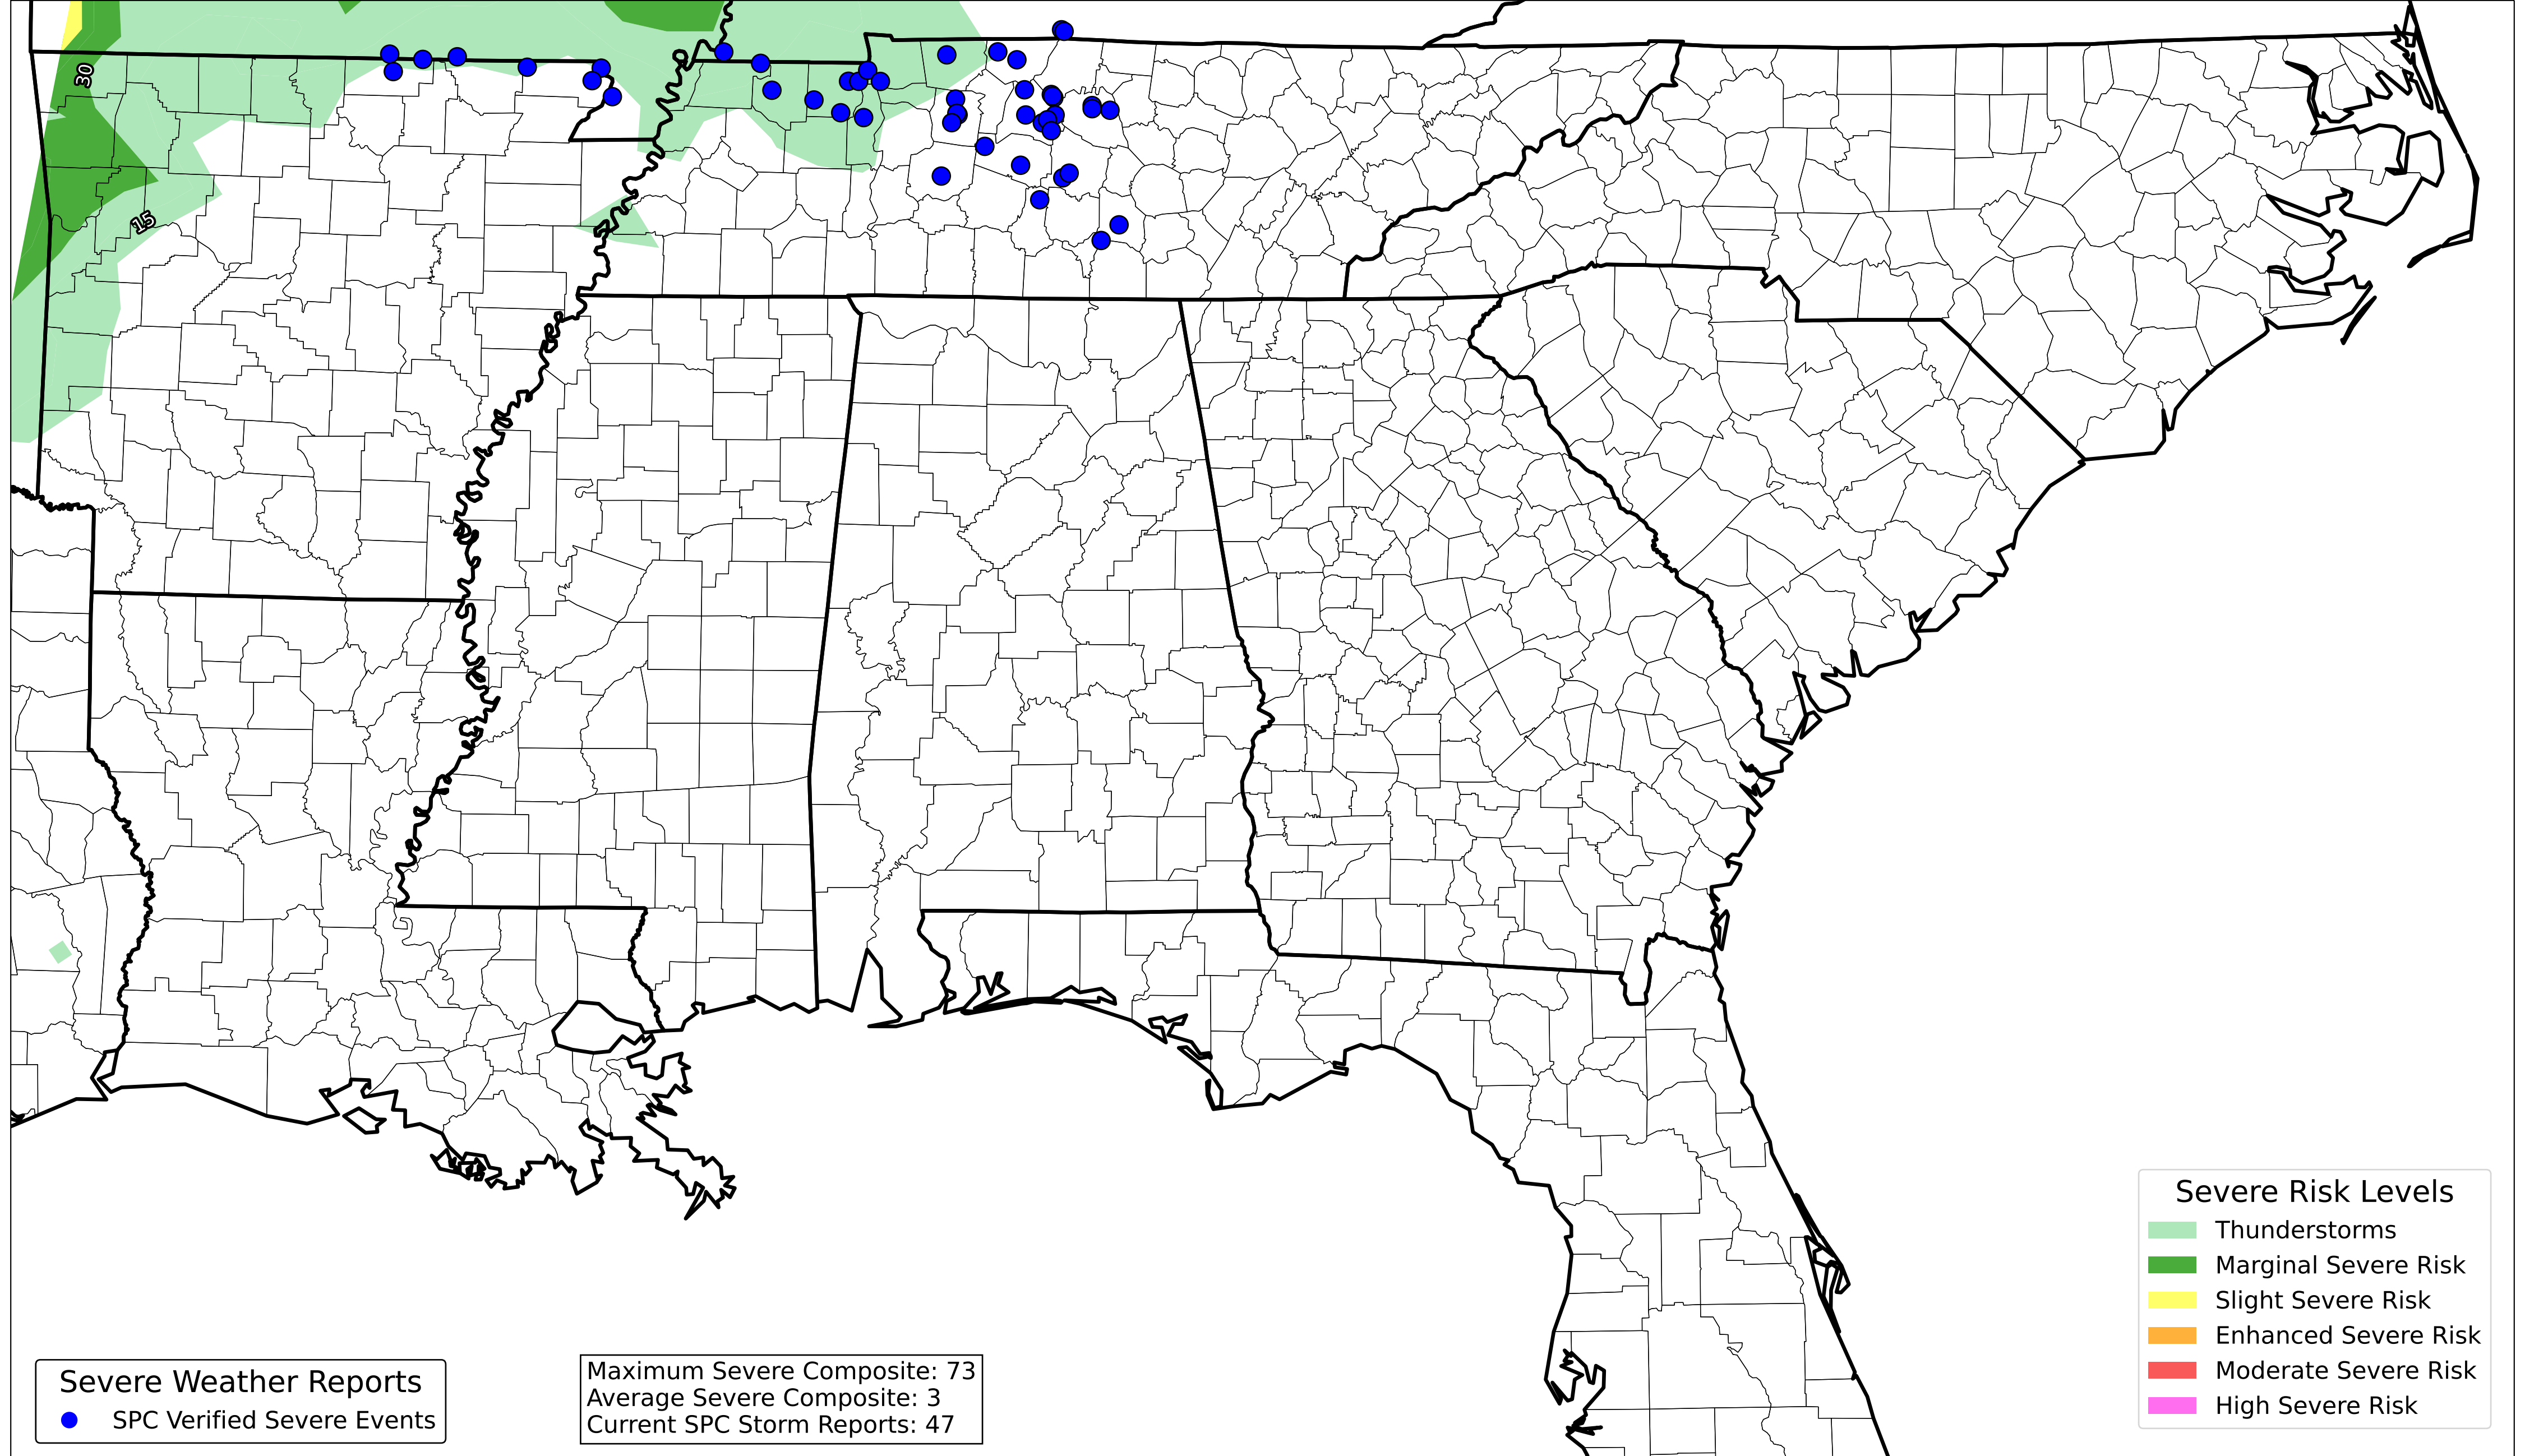 30
15
Severe Risk Levels
Thunderstorms
Marginal Severe Risk
Slight Severe Risk
Enhanced Severe Risk
Moderate Severe Risk
High Severe Risk
Severe Weather Reports
SPC Verified Severe Events
Maximum Severe Composite: 73
Average Severe Composite: 3
Current SPC Storm Reports: 47